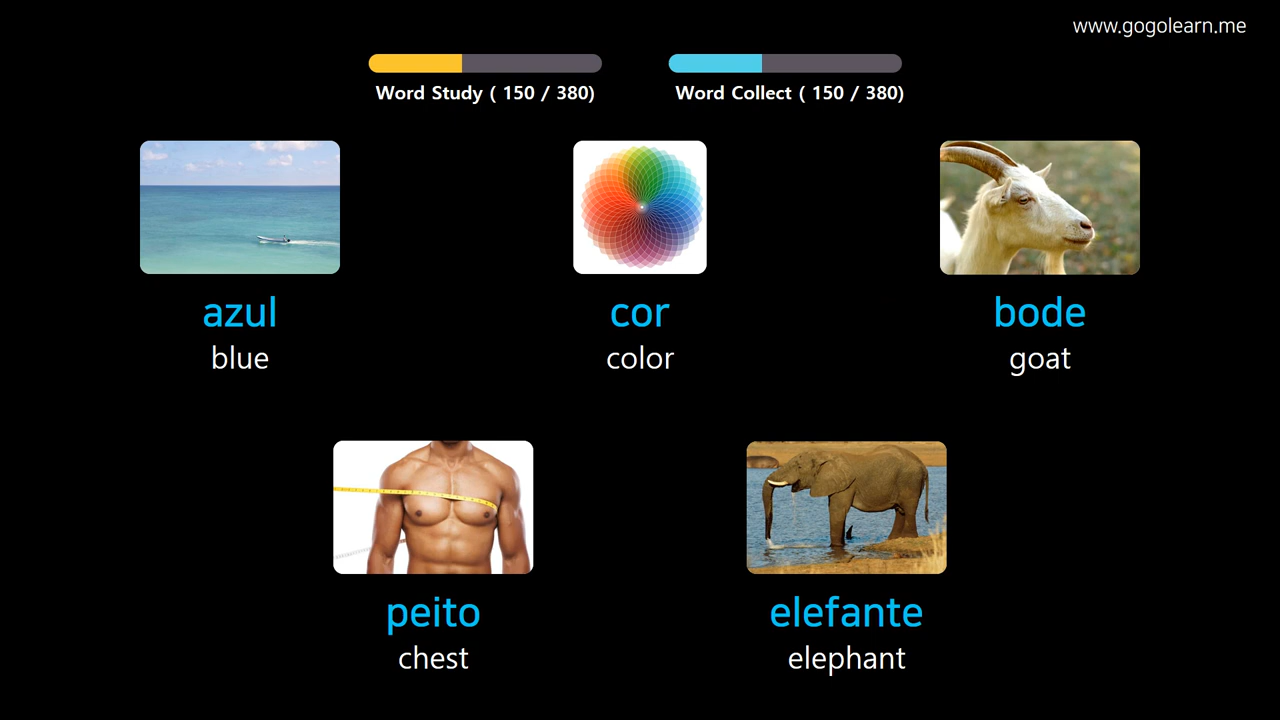 www.gogolearn.me
Word Study ( 150 / 380)
Word Collect ( 150 / 380)
azul
blue
cor
color
bode
goat
peito
chest
elefante
elephant